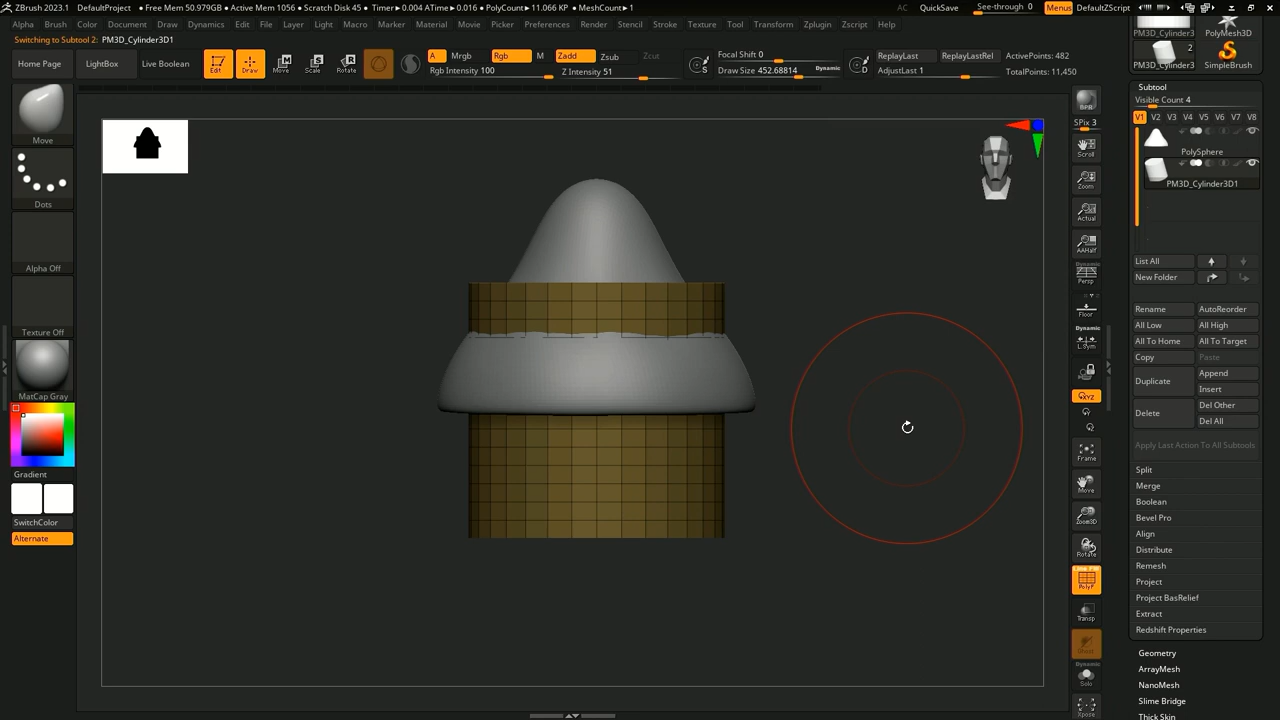 ZBrush 2023.1 DefaultProject • Free Mem 50.979GB • Active Mem 1056 • Scratch Disk 45 • Timer▸0.004 ATime▸0.016 • PolyCount▸11.066 KP • MeshCount▸1 AC QuickSave See-through 0 Menus DefaultZScript
Alpha Brush Color Document Draw Dynamics Edit File Layer Light Macro Marker Material Movie Picker Preferences Render Stencil Stroke Texture Tool Transform Zplugin Zscript Help
Switching to Subtool 2: PM3D_Cylinder3D1
Home Page LightBox Live Boolean Edit Draw Move Scale Rotate
A Mrgb Rgb M Zadd Zsub Zcut
Rgb Intensity 100 Z Intensity 51
Focal Shift 0
Draw Size 452.68814 Dynamic
ReplayLast ReplayLastRel
AdjustLast 1
ActivePoints: 482
TotalPoints: 11,450
Move
Dots
Alpha Off
Texture Off
MatCap Gray
Gradient
SwitchColor
Alternate
BPR
SPix 3
Scroll
Zoom
Actual
AAHalf
Dynamic
Persp
Floor
Dynamic
L.Sym
XYZ
Frame
Move
Zoom3D
Rotate
Line Fill
PolyF
Transp
Ghost
Dynamic
Solo
Xpose
PM3D_Cylinder3 PolyMesh3D
2
PM3D_Cylinder3 SimpleBrush
Subtool
Visible Count 4
V1 V2 V3 V4 V5 V6 V7 V8
PolySphere
PM3D_Cylinder3D1
List All
New Folder
Rename AutoReorder
All Low All High
All To Home All To Target
Copy Paste
Duplicate Append
Insert
Delete Del Other
Del All
Apply Last Action To All Subtools
Split
Merge
Boolean
Bevel Pro
Align
Distribute
Remesh
Project
Project BasRelief
Extract
Redshift Properties
Geometry
ArrayMesh
NanoMesh
Slime Bridge
Thick Skin